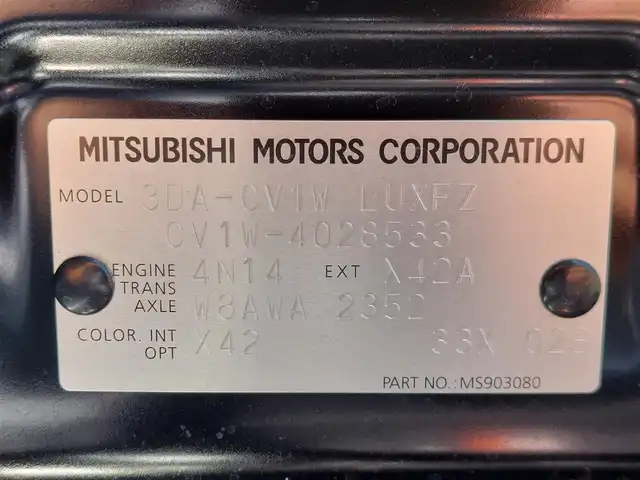 MITSUBISHI MOTORS CORPORATION
MODEL 3DA-CV1W LUXFZ
CV1W-4028533
ENGINE 4N14 EXT X42A
TRANS AXLE W8AWA 2352
COLOR. INT X42 33X 02B
OPT
PART NO.: MS903080